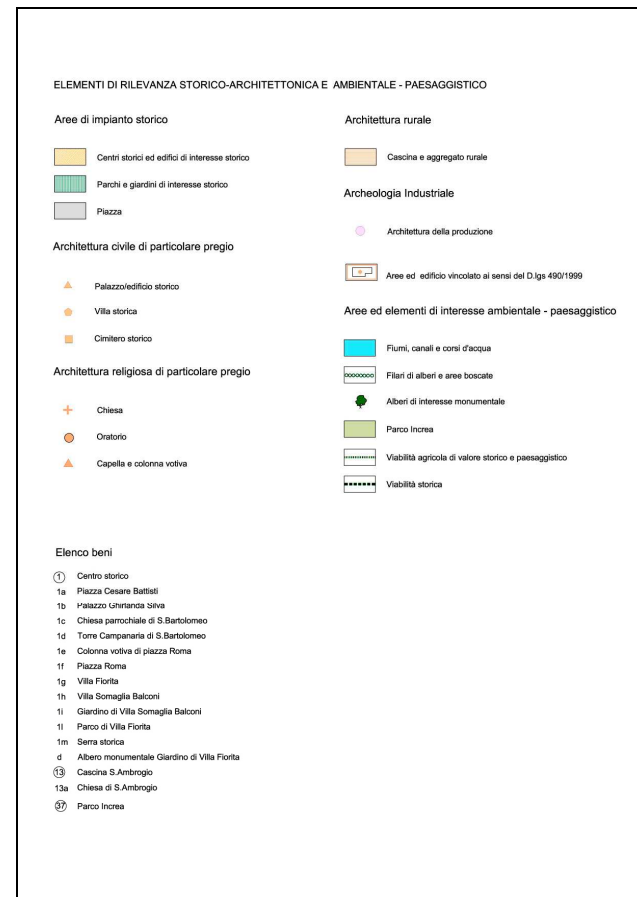 ELEMENTI DI RILEVANZA STORICO-ARCHITETTONICA E AMBIENTALE - PAESAGGISTICO
Aree di impianto storico
Centri storici ed edifici di interesse storico
Parchi e giardini di interesse storico
Piazza
Architettura civile di particolare pregio
Palazzo/edificio storico
Villa storica
Cimitero storico
Architettura religiosa di particolare pregio
Chiesa
Oratorio
Capella e colonna votiva
Architettura rurale
Cascina e aggregato rurale
Archeologia Industriale
Architettura della produzione
Aree ed edificio vincolato ai sensi del D.lgs 490/1999
Aree ed elementi di interesse ambientale - paesaggistico
Fiumi, canali e corsi d'acqua
Filari di alberi e aree boscate
Alberi di interesse monumentale
Parco Increa
Viabilità agricola di valore storico e paesaggistico
Viabilità storica
Elenco beni
1 Centro storico
1a Piazza Cesare Battisti
1b Palazzo Ghirlanda Silva
1c Chiesa parrochiale di S.Bartolomeo
1d Torre Campanaria di S.Bartolomeo
1e Colonna votiva di piazza Roma
1f Piazza Roma
1g Villa Fiorita
1h Villa Somaglia Balconi
1i Giardino di Villa Somaglia Balconi
1l Parco di Villa Fiorita
1m Serra storica
d Albero monumentale Giardino di Villa Fiorita
13 Cascina S.Ambrogio
13a Chiesa di S.Ambrogio
37 Parco Increa